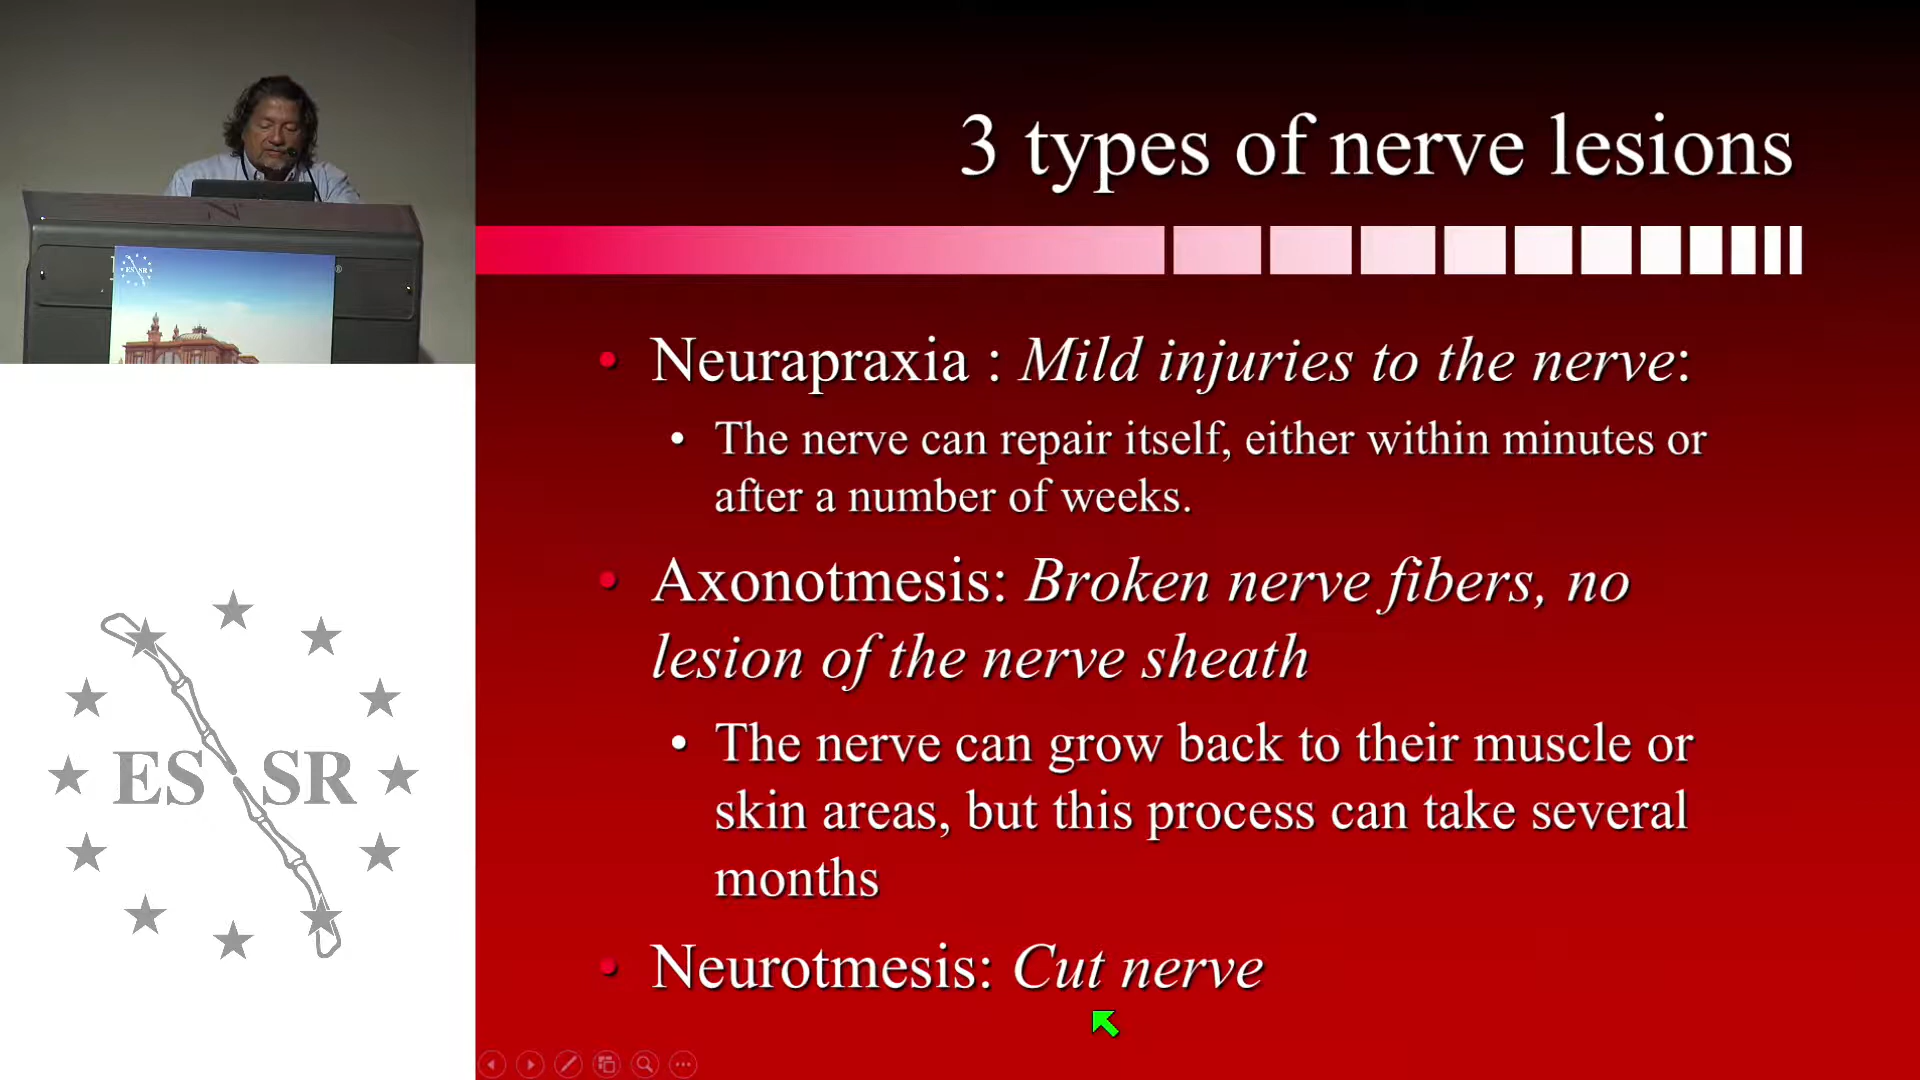 3 types of nerve lesions
• Neurapraxia : Mild injuries to the nerve:
• The nerve can repair itself, either within minutes or
after a number of weeks.
• Axonotmesis: Broken nerve fibers, no
lesion of the nerve sheath
• The nerve can grow back to their muscle or
skin areas, but this process can take several
months
• Neurotmesis: Cut nerve
ES SR
ES SR
N